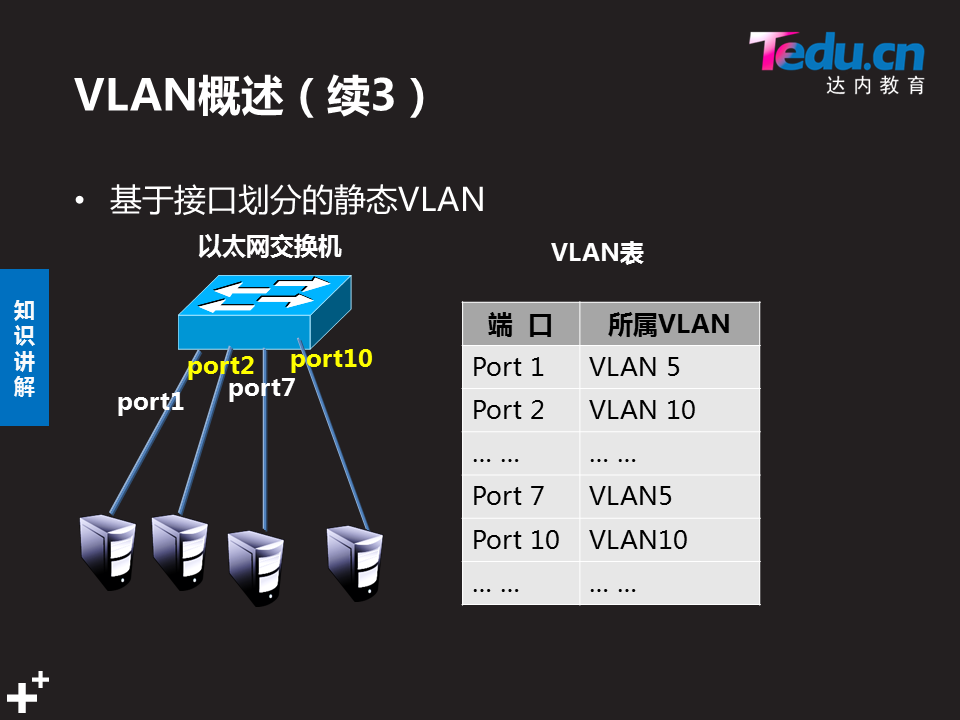 Tedu.cn
达内教育
VLAN概述（续3）
• 基于接口划分的静态VLAN
以太网交换机
VLAN表
知
识
讲
解
port1
port2
port7
port10
端 口 所属VLAN
Port 1 VLAN 5
Port 2 VLAN 10
… … … …
Port 7 VLAN5
Port 10 VLAN10
… … … …